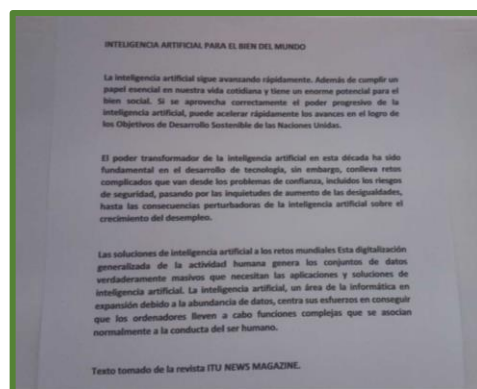 INTELIGENCIA ARTIFICIAL PARA EL BIEN DEL MUNDO
La inteligencia artificial sigue avanzando rápidamente. Además de cumplir un
papel esencial en nuestra vida cotidiana y tiene un enorme potencial para el
bien social. Si se aprovecha correctamente el poder progresivo de la
inteligencia artificial, puede acelerar rápidamente los avances en el logro de
los Objetivos de Desarrollo Sostenible de las Naciones Unidas.
El poder transformador de la inteligencia artificial en esta década ha sido
fundamental en el desarrollo de tecnología, sin embargo, conlleva retos
complicados que van desde los problemas de confianza, incluidos los riesgos
de seguridad, pasando por las inquietudes de aumento de las desigualdades,
hasta las consecuencias perturbadoras de la inteligencia artificial sobre el
crecimiento del desempleo.
Las soluciones de inteligencia artificial a los retos mundiales Esta digitalización
generalizada de la actividad humana genera los conjuntos de datos
verdaderamente masivos que necesitan las aplicaciones y soluciones de
inteligencia artificial. La inteligencia artificial, un área de la informática en
expansión debido a la abundancia de datos, centra sus esfuerzos en conseguir
que los ordenadores lleven a cabo funciones complejas que se asocian
normalmente a la conducta del ser humano.
Texto tomado de la revista ITU NEWS MAGAZINE.